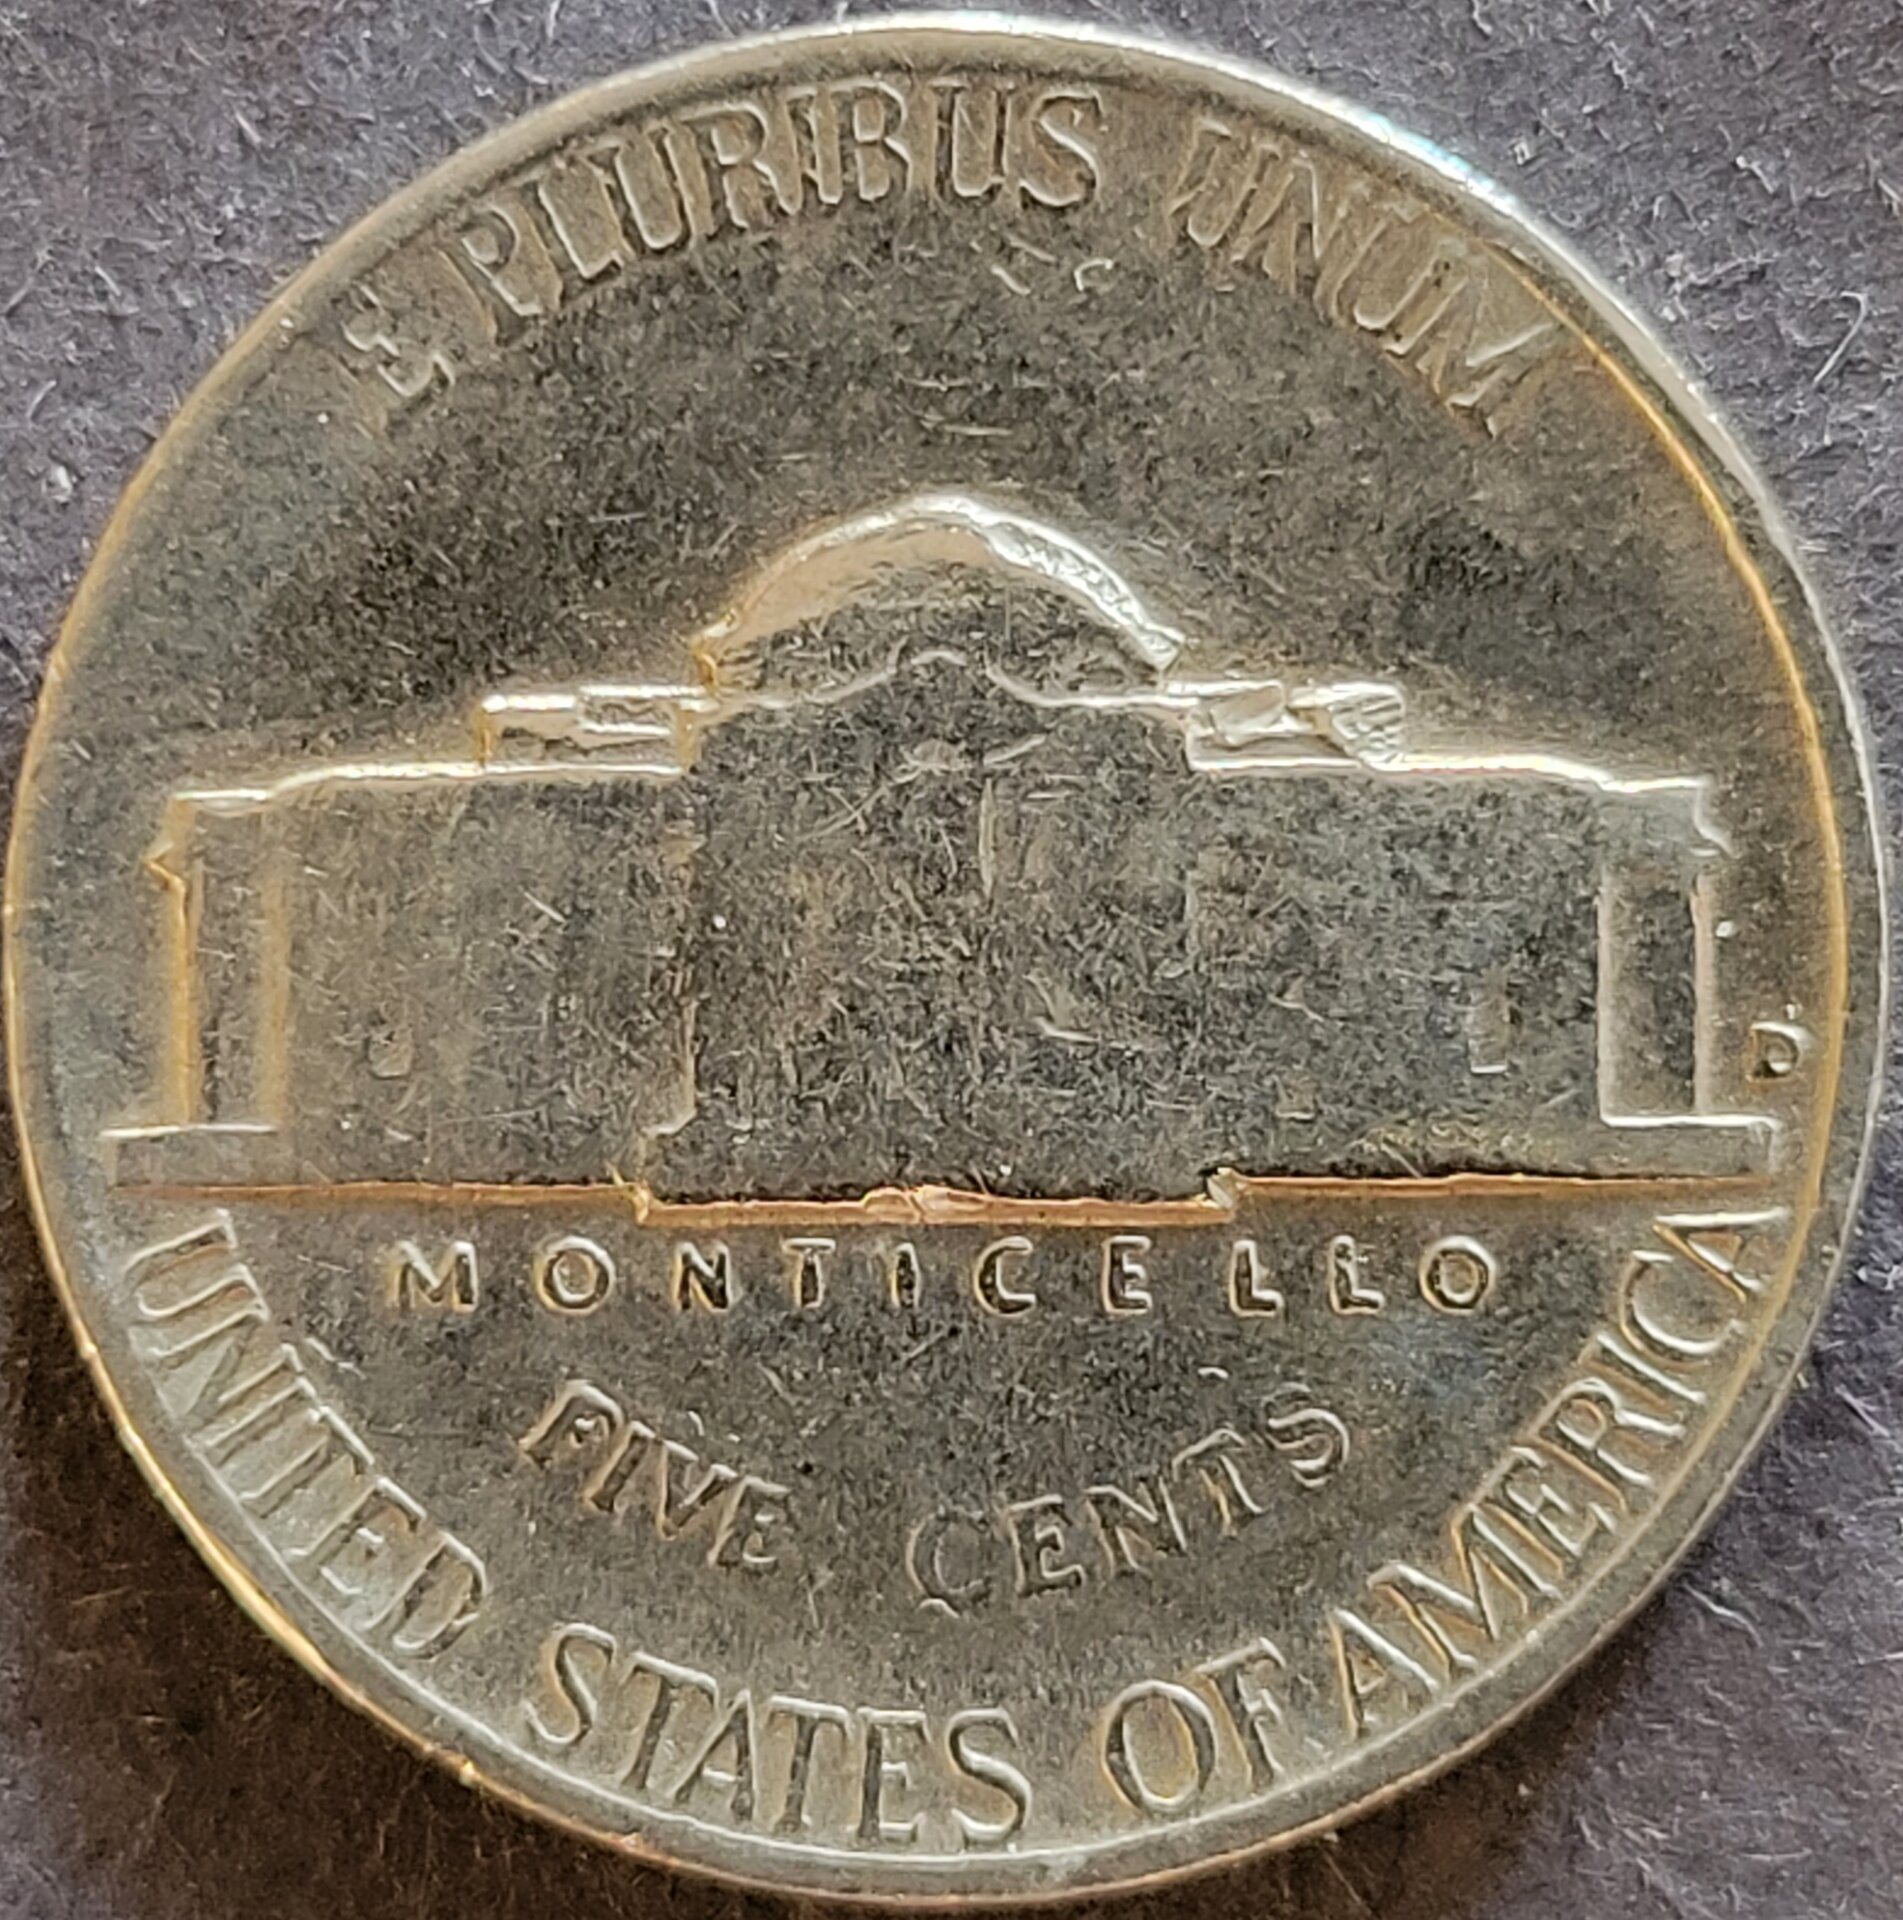 E PLURIBUS UNUM
D
MONTICELLO
FIVE CENTS
UNITED STATES OF AMERICA